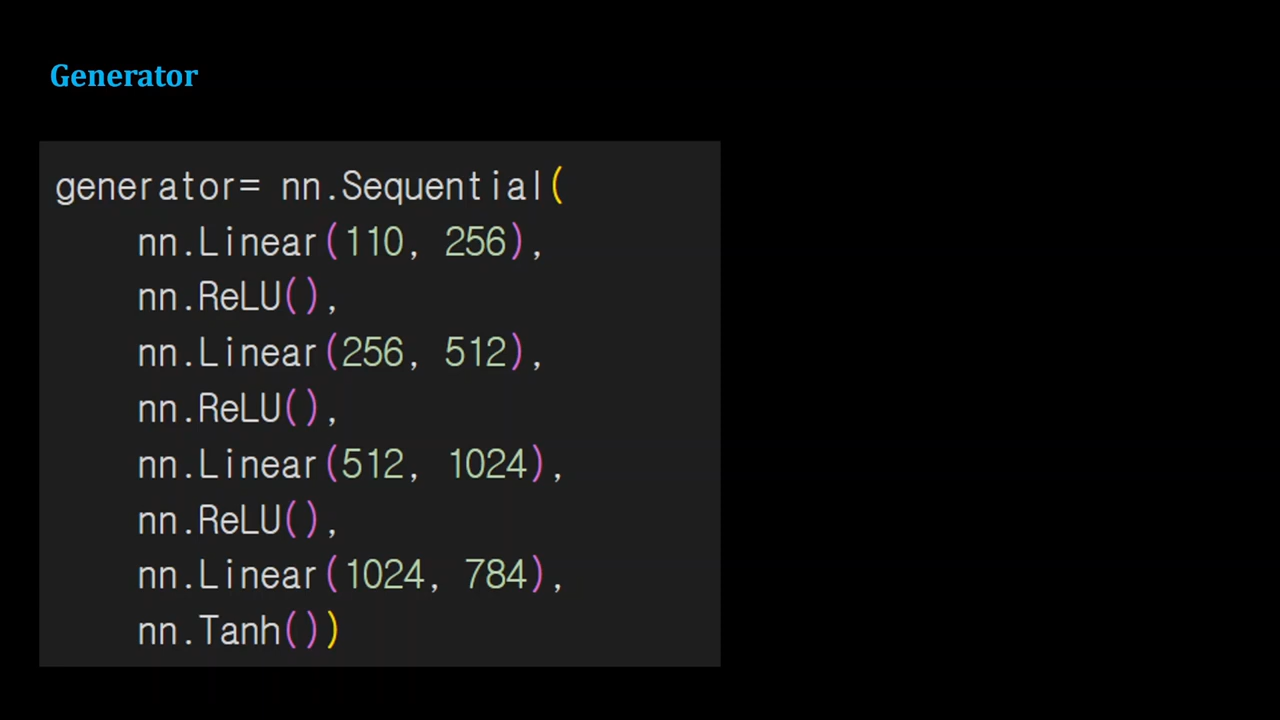 Generator
generator= nn.Sequential(
nn.Linear(110, 256),
nn.ReLU(),
nn.Linear(256, 512),
nn.ReLU(),
nn.Linear(512, 1024),
nn.ReLU(),
nn.Linear(1024, 784),
nn.Tanh())